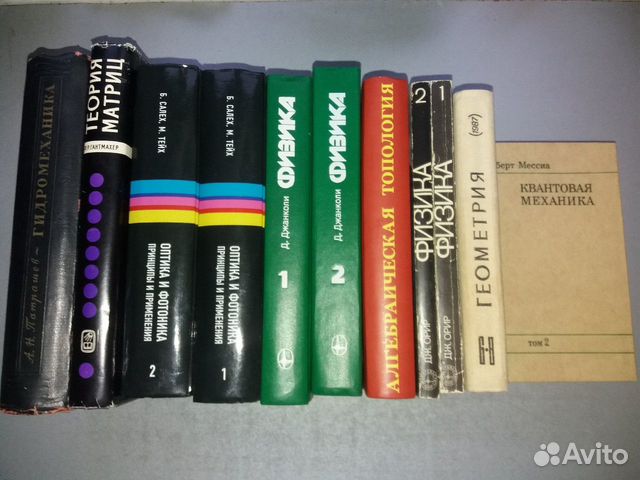 А. Н. Патрашев – ГИДРОМЕХАНИКА
ТЕОРИЯ
МАТРИЦ
ГАНТМАХЕР
Б. САЛЕХ, М. ТЕЙХ
ОПТИКА И ФОТОНИКА
ПРИНЦИПЫ И ПРИМЕНЕНИЯ
2
Б. САЛЕХ, М. ТЕЙХ
ОПТИКА И ФОТОНИКА
ПРИНЦИПЫ И ПРИМЕНЕНИЯ
1
Д. Джанколи
ФИЗИКА
1
Д. Джанколи
ФИЗИКА
2
АЛГЕБРАИЧЕСКАЯ ТОПОЛОГИЯ
ДЖ. ОРИР
ФИЗИКА
2
ДЖ. ОРИР
ФИЗИКА
1
ГЕОМЕТРИЯ
(1987)
берт Мессиа
КВАНТОВАЯ
МЕХАНИКА
том 2
Avito